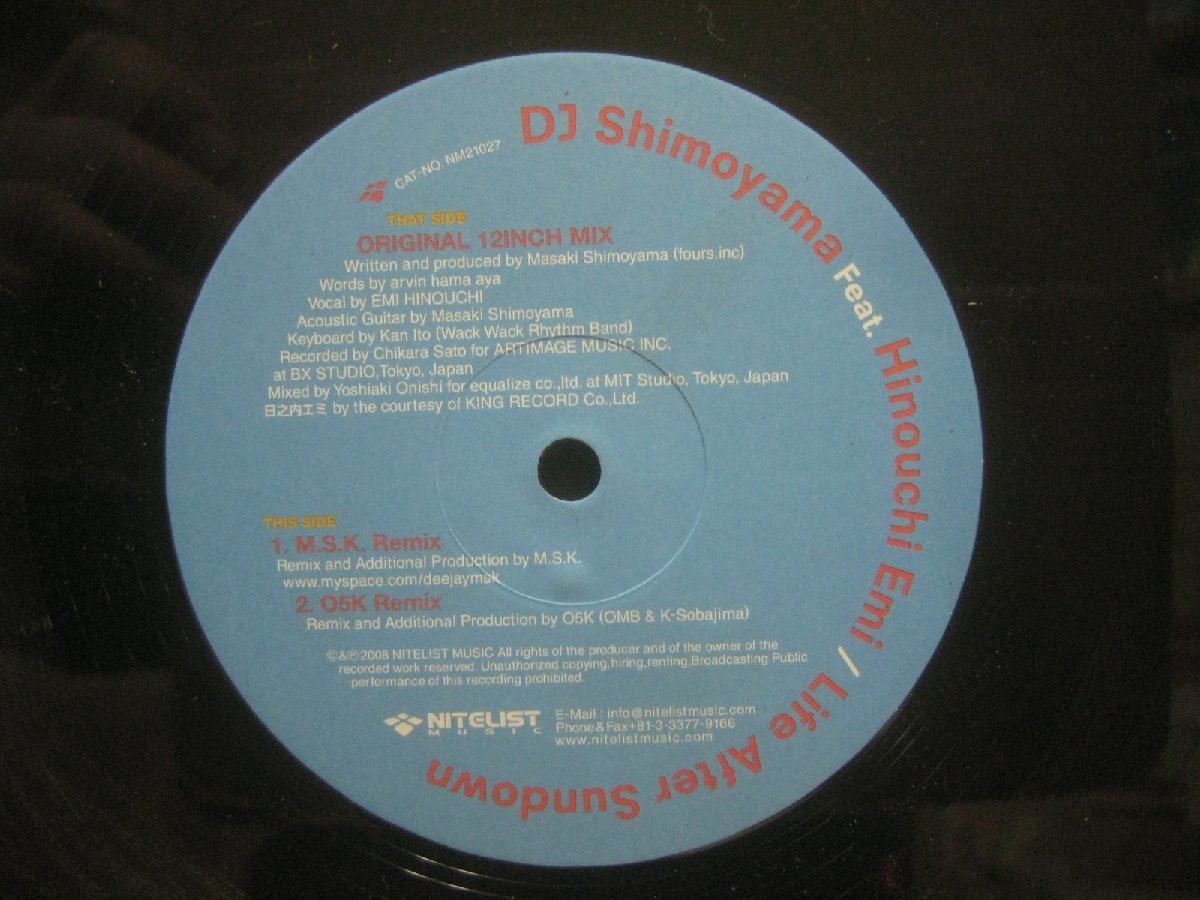 DJ Shimoyama Feat. Hinouchi Emi / Life After Sundown
CAT-NO. NM21027
THAT SIDE
ORIGINAL 12INCH MIX
Written and produced by Masaki Shimoyama (fours.inc)
Words by arvin hama aya
Vocal by EMI HINOUCHI
Acoustic Guitar by Masaki Shimoyama
Keyboard by Kan Ito (Wack Wack Rhythm Band)
Recorded by Chikara Sato for ARTIMAGE MUSIC INC.
at BX STUDIO,Tokyo, Japan
Mixed by Yoshiaki Onishi for equalize co.,ltd. at MIT Studio, Tokyo, Japan
日之内エミ by the courtesy of KING RECORD Co.,Ltd.
THIS SIDE
1. M.S.K. Remix
Remix and Additional Production by M.S.K.
www.myspace.com/deejaymsk
2. O5K Remix
Remix and Additional Production by O5K (OMB & K-Sobajima)
©&℗2008 NITELIST MUSIC All rights of the producer and of the owner of the
recorded work reserved. Unauthorized copying,hiring,renting,Broadcasting Public
performance of this recording prohibited.
NITELIST
MUSIC
E-Mail : info@nitelistmusic.com
Phone&Fax+81-3-3377-9166
www.nitelistmusic.com